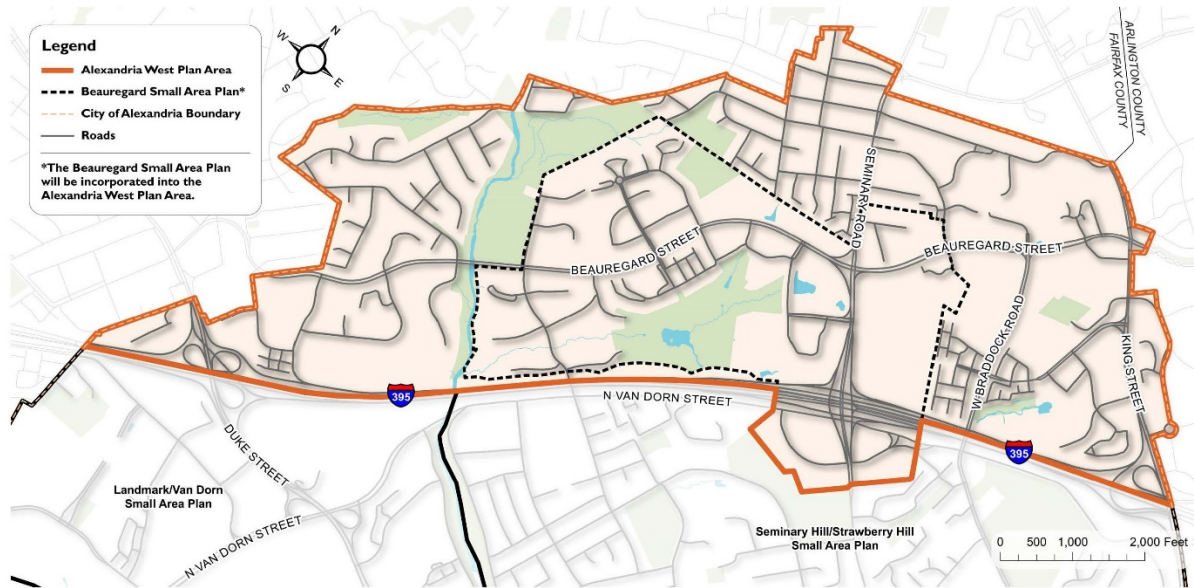 Legend
Alexandria West Plan Area
Beauregard Small Area Plan*
City of Alexandria Boundary
Roads
*The Beauregard Small Area Plan
will be incorporated into the
Alexandria West Plan Area.
W
N
S
E
ARLINGTON COUNTY
FAIRFAX COUNTY
SEMINARY ROAD
BEAUREGARD STREET
BEAUREGARD STREET
W BRADDOCK ROAD
KING STREET
395
N VAN DORN STREET
395
DUKE STREET
Landmark/Van Dorn
Small Area Plan
N VAN DORN STREET
Seminary Hill/Strawberry Hill
Small Area Plan
0 500 1,000 2,000 Feet